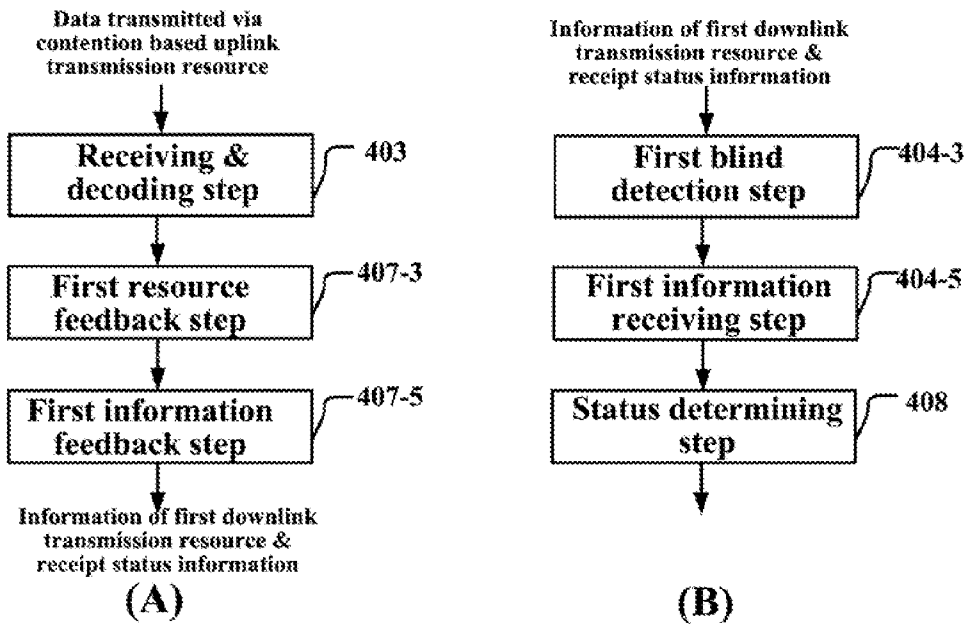 Data transmitted via
contention based uplink
transmission resource
Receiving &
decoding step
403
First resource
feedback step
407-3
First information
feedback step
407-5
Information of first downlink
transmission resource &
receipt status information
(A)
Information of first downlink
transmission resource &
receipt status information
First blind
detection step
404-3
First information
receiving step
404-5
Status determining
step
408
(B)